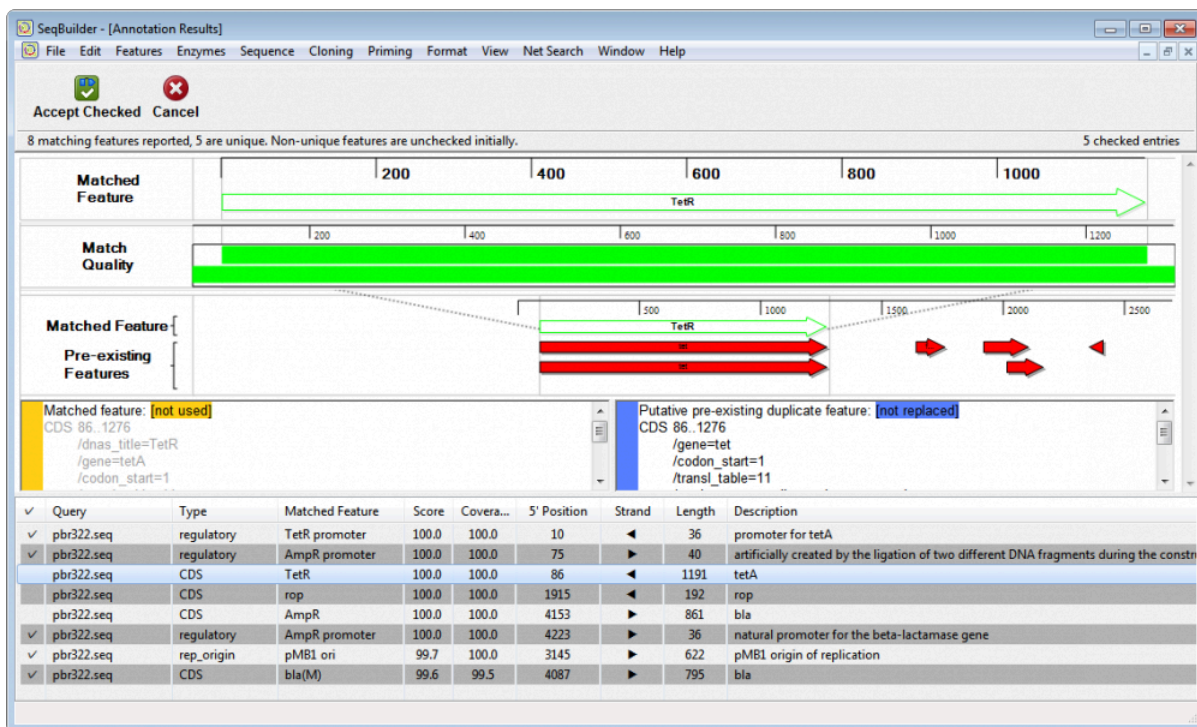 SeqBuilder - [Annotation Results]
File Edit Features Enzymes Sequence Cloning Priming Format View Net Search Window Help
Accept Checked Cancel
8 matching features reported, 5 are unique. Non-unique features are unchecked initially. 5 checked entries
200 400 600 800 1000
Matched
Feature
TetR
200 400 600 800 1000 1200
Match
Quality
500 1000 1500 2000 2500
Matched Feature
TetR
Pre-existing
Features
Matched feature: [not used]
CDS 86..1276
/dnas_title=TetR
/gene=tetA
/codon_start=1
Putative pre-existing duplicate feature: [not replaced]
CDS 86..1276
/gene=tet
/codon_start=1
/transl_table=11
✓ Query Type Matched Feature Score Covera... 5' Position Strand Length Description
✓ pbr322.seq regulatory TetR promoter 100.0 100.0 10 ◀ 36 promoter for tetA
✓ pbr322.seq regulatory AmpR promoter 100.0 100.0 75 ▶ 40 artificially created by the ligation of two different DNA fragments during the constr
pbr322.seq CDS TetR 100.0 100.0 86 ◀ 1191 tetA
pbr322.seq CDS rop 100.0 100.0 1915 ◀ 192 rop
pbr322.seq CDS AmpR 100.0 100.0 4153 ▶ 861 bla
✓ pbr322.seq regulatory AmpR promoter 100.0 100.0 4223 ▶ 36 natural promoter for the beta-lactamase gene
✓ pbr322.seq rep_origin pMB1 ori 99.7 100.0 3145 ▶ 622 pMB1 origin of replication
✓ pbr322.seq CDS bla(M) 99.6 99.5 4087 ▶ 795 bla